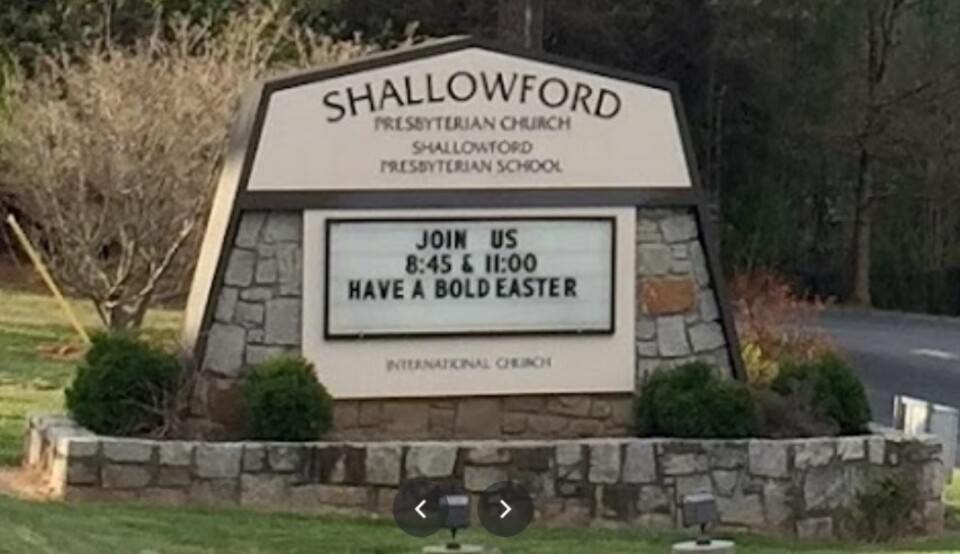 SHALLOWFORD
PRESBYTERIAN CHURCH
SHALLOWFORD
PRESBYTERIAN SCHOOL
JOIN US
8:45 & 11:00
HAVE A BOLD EASTER
INTERNATIONAL CHURCH